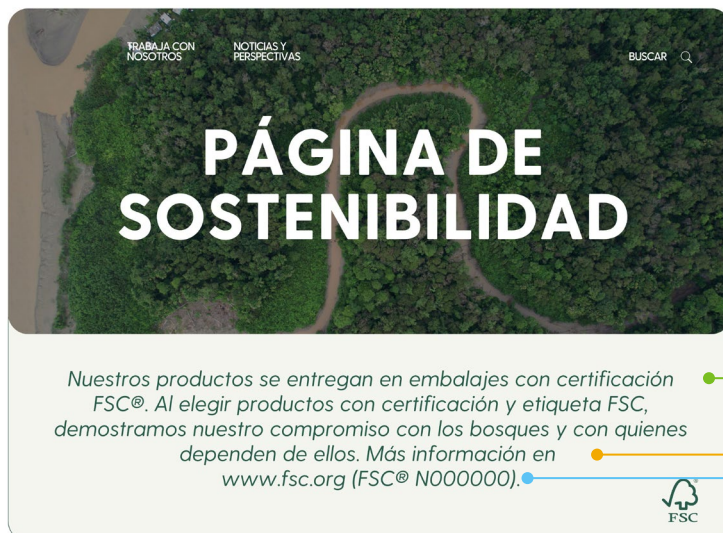 TRABAJA CON
NOSOTROS
NOTICIAS Y
PERSPECTIVAS
BUSCAR
PÁGINA DE
SOSTENIBILIDAD
Nuestros productos se entregan en embalajes con certificación
FSC®. Al elegir productos con certificación y etiqueta FSC,
demostramos nuestro compromiso con los bosques y con quienes
dependen de ellos. Más información en
www.fsc.org (FSC® N000000).
FSC